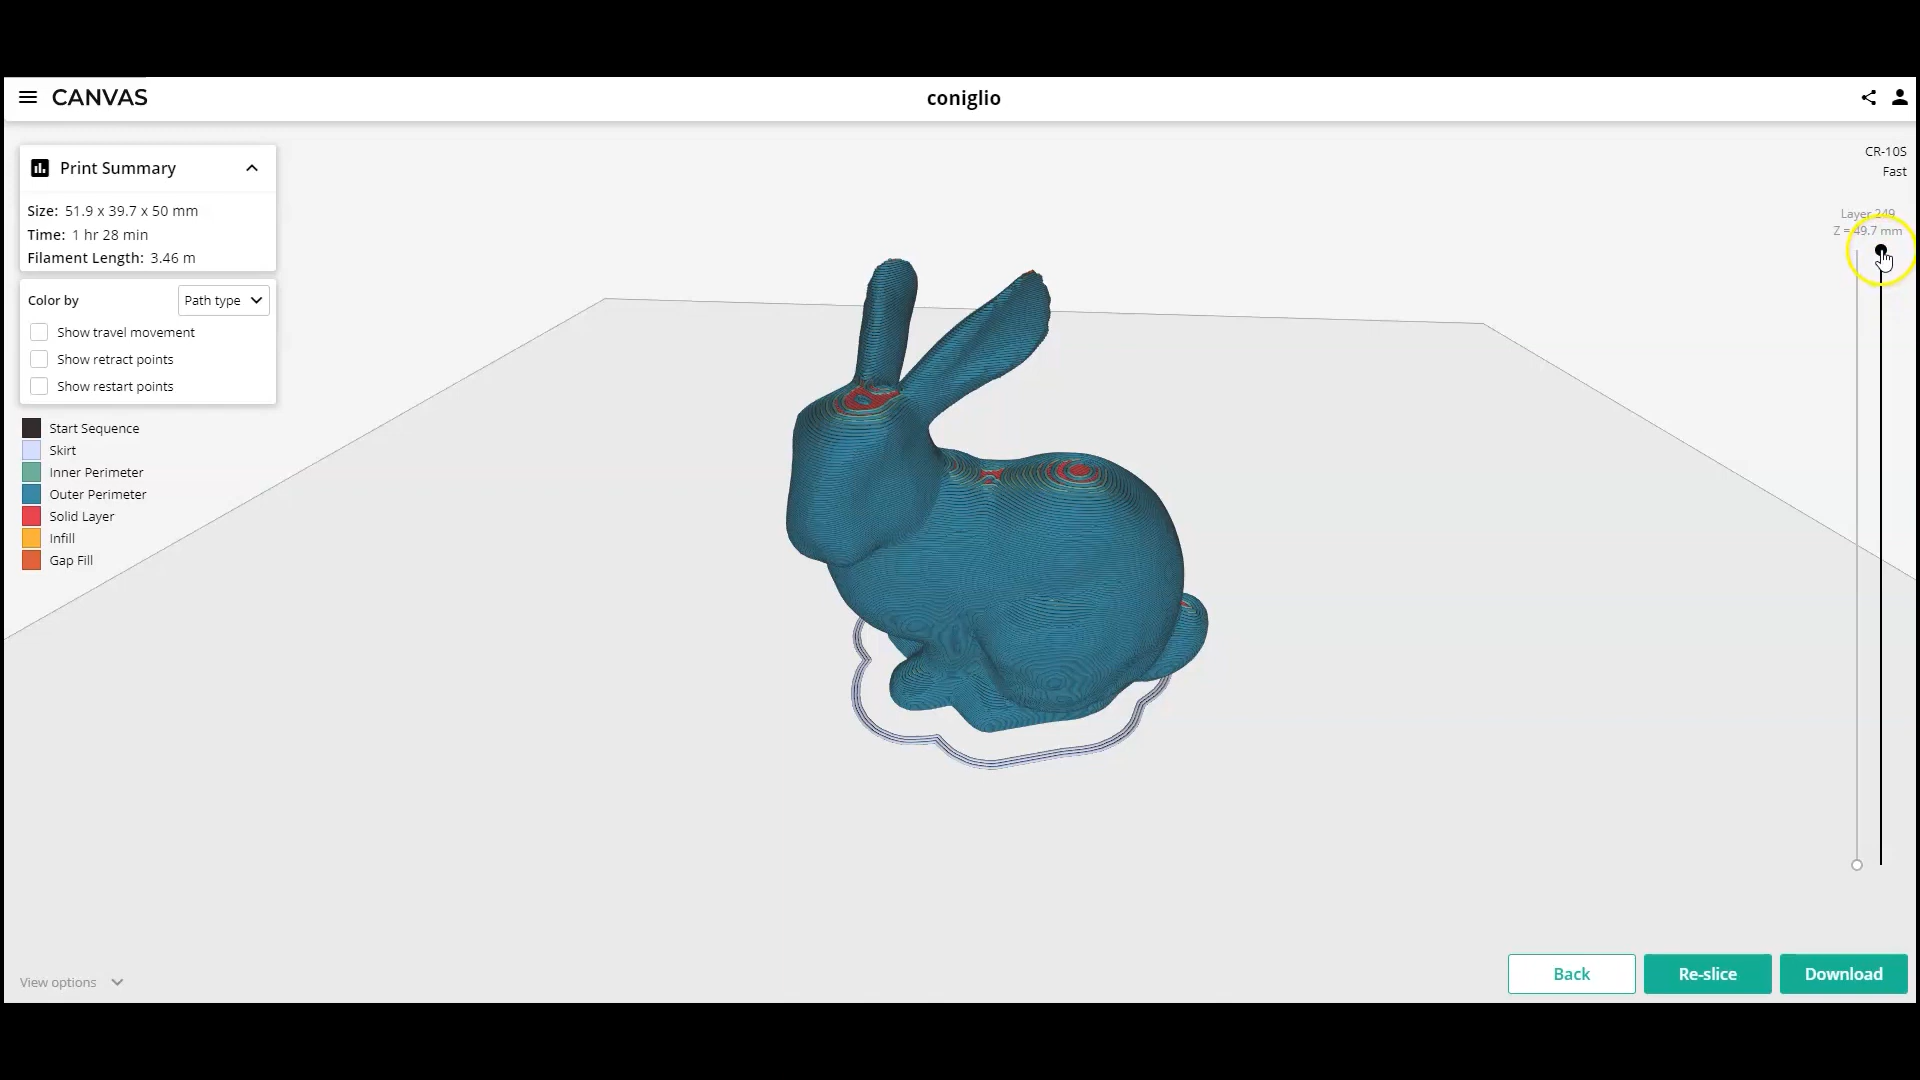 CANVAS
coniglio
Print Summary
Size: 51.9 x 39.7 x 50 mm
Time: 1 hr 28 min
Filament Length: 3.46 m
Color by
Path type
Show travel movement
Show retract points
Show restart points
Start Sequence
Skirt
Inner Perimeter
Outer Perimeter
Solid Layer
Infill
Gap Fill
CR-10S
Fast
Layer 249
Z = 49.7 mm
View options
Back
Re-slice
Download